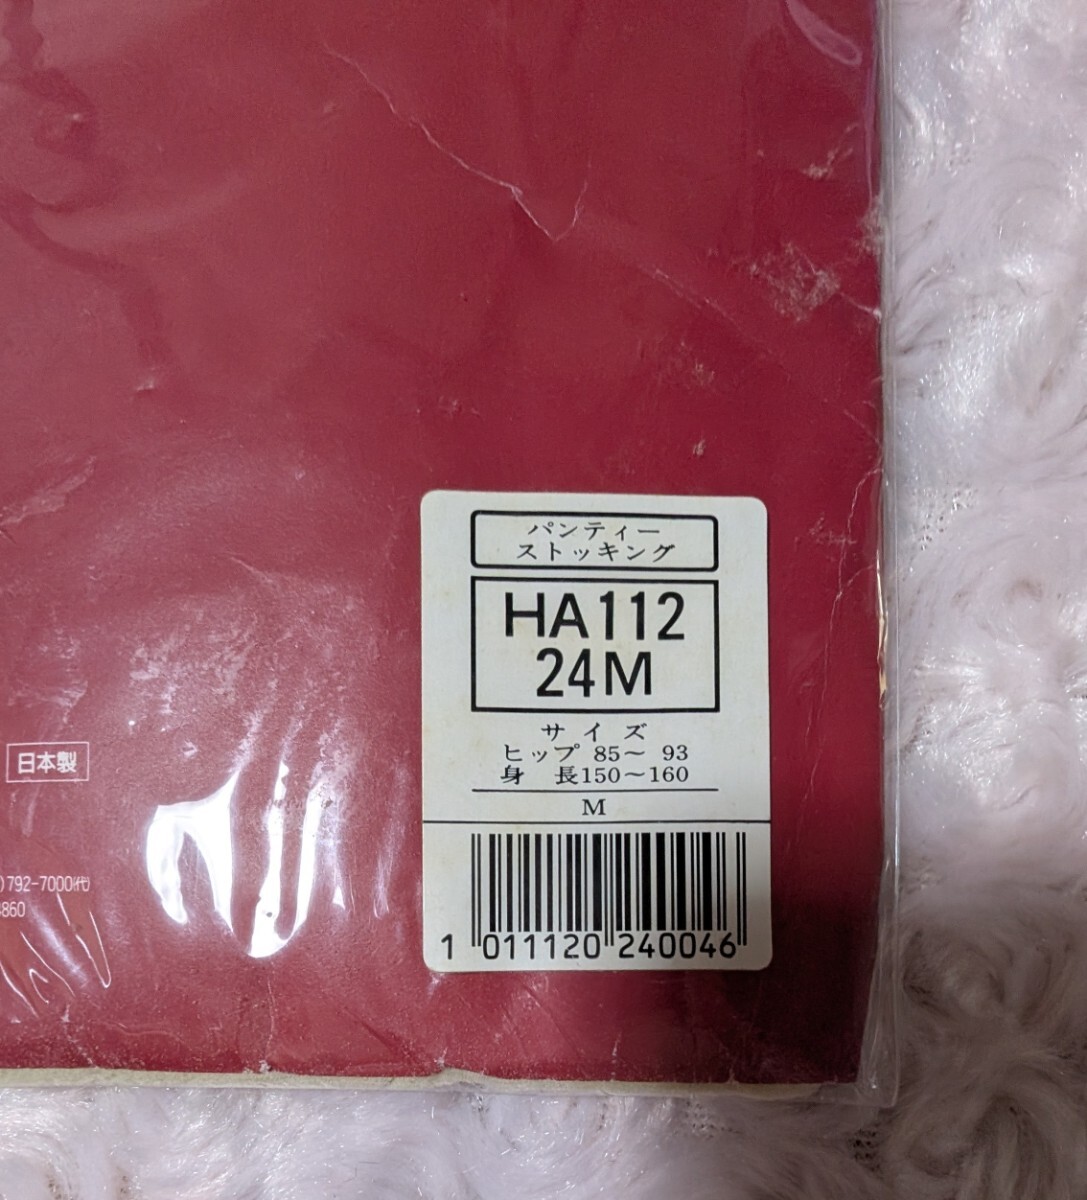 パンティー
ストッキング
HA112
24M
サイズ
ヒップ 85～ 93
身 長150～160
M
1 011120 240046
日本製
)792-7000㈹
860